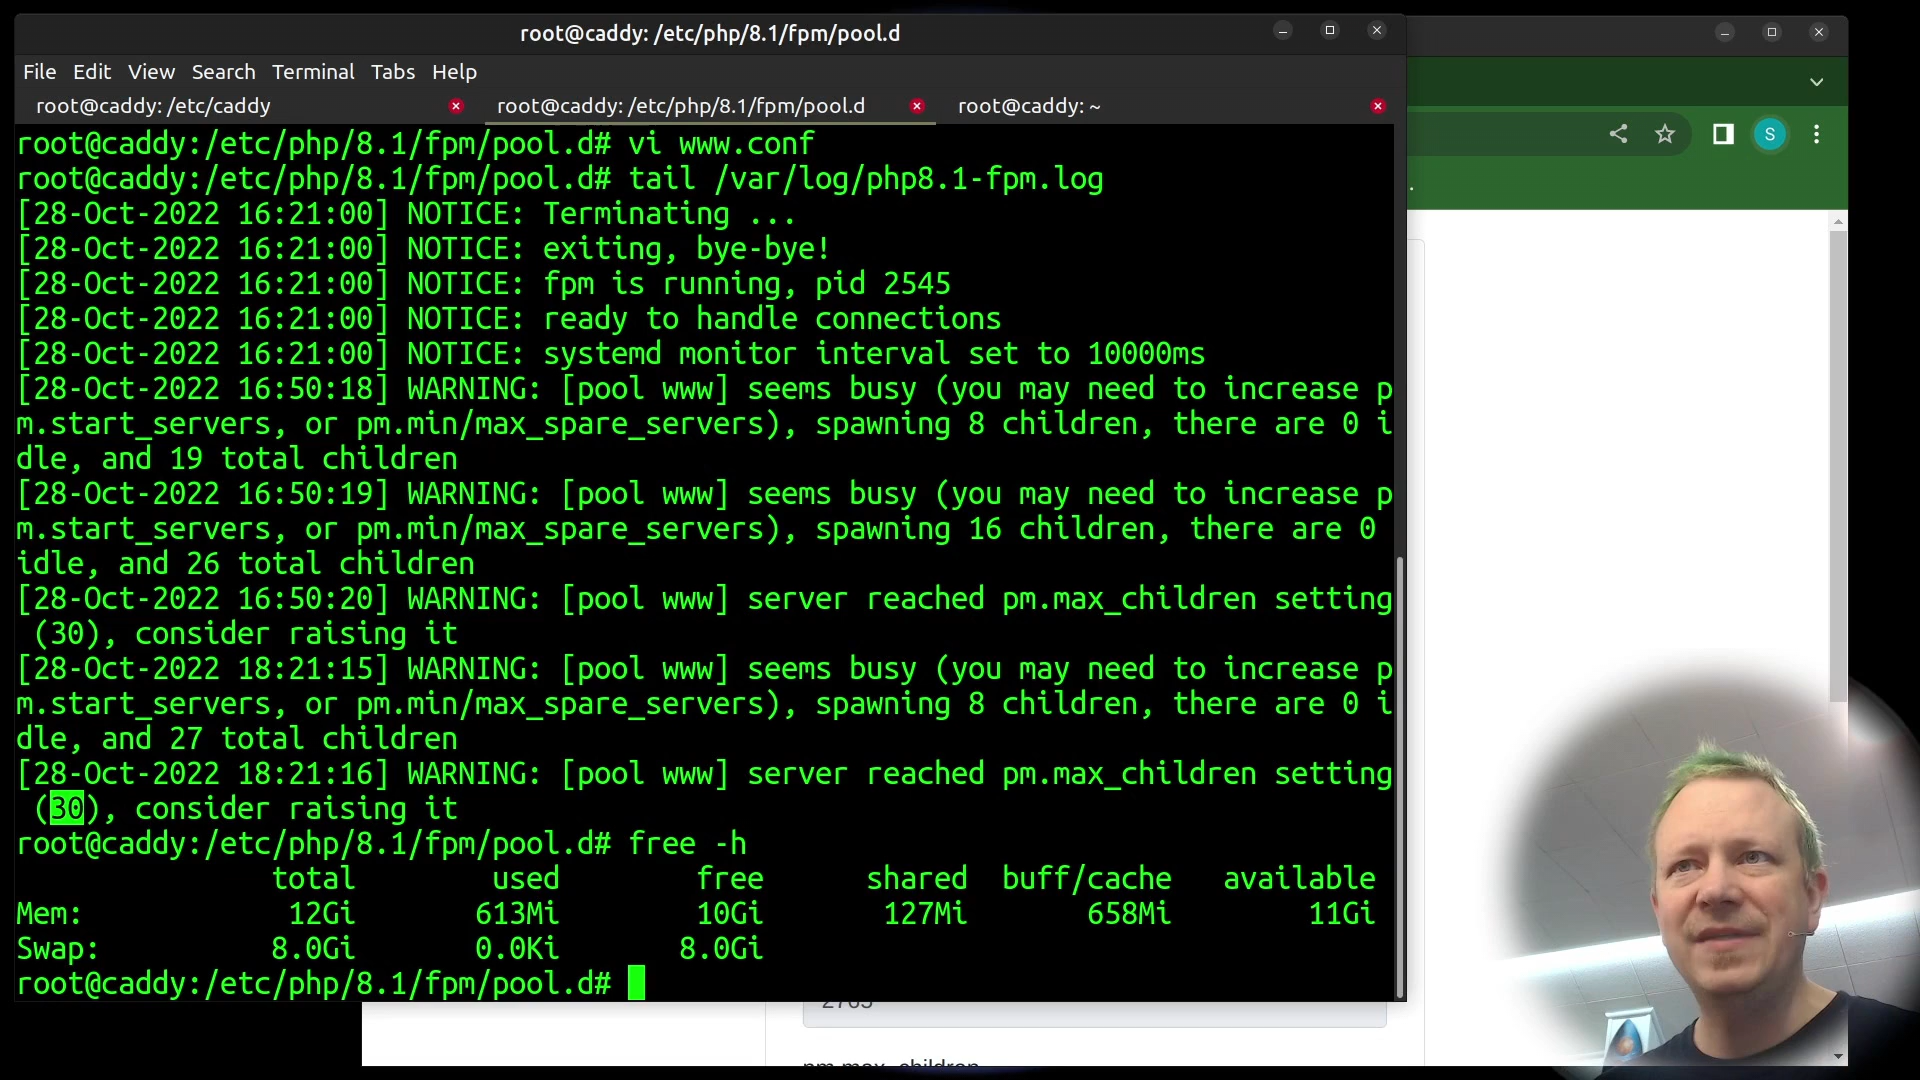 root@caddy: /etc/php/8.1/fpm/pool.d
File Edit View Search Terminal Tabs Help
root@caddy: /etc/caddy root@caddy: /etc/php/8.1/fpm/pool.d root@caddy: ~
S
root@caddy:/etc/php/8.1/fpm/pool.d# vi www.conf
root@caddy:/etc/php/8.1/fpm/pool.d# tail /var/log/php8.1-fpm.log
[28-Oct-2022 16:21:00] NOTICE: Terminating ...
[28-Oct-2022 16:21:00] NOTICE: exiting, bye-bye!
[28-Oct-2022 16:21:00] NOTICE: fpm is running, pid 2545
[28-Oct-2022 16:21:00] NOTICE: ready to handle connections
[28-Oct-2022 16:21:00] NOTICE: systemd monitor interval set to 10000ms
[28-Oct-2022 16:50:18] WARNING: [pool www] seems busy (you may need to increase p
m.start_servers, or pm.min/max_spare_servers), spawning 8 children, there are 0 i
dle, and 19 total children
[28-Oct-2022 16:50:19] WARNING: [pool www] seems busy (you may need to increase p
m.start_servers, or pm.min/max_spare_servers), spawning 16 children, there are 0
idle, and 26 total children
[28-Oct-2022 16:50:20] WARNING: [pool www] server reached pm.max_children setting
(30), consider raising it
[28-Oct-2022 18:21:15] WARNING: [pool www] seems busy (you may need to increase p
m.start_servers, or pm.min/max_spare_servers), spawning 8 children, there are 0 i
dle, and 27 total children
[28-Oct-2022 18:21:16] WARNING: [pool www] server reached pm.max_children setting
(30), consider raising it
root@caddy:/etc/php/8.1/fpm/pool.d# free -h
total used free shared buff/cache available
Mem: 12Gi 613Mi 10Gi 127Mi 658Mi 11Gi
Swap: 8.0Gi 0.0Ki 8.0Gi
root@caddy:/etc/php/8.1/fpm/pool.d#